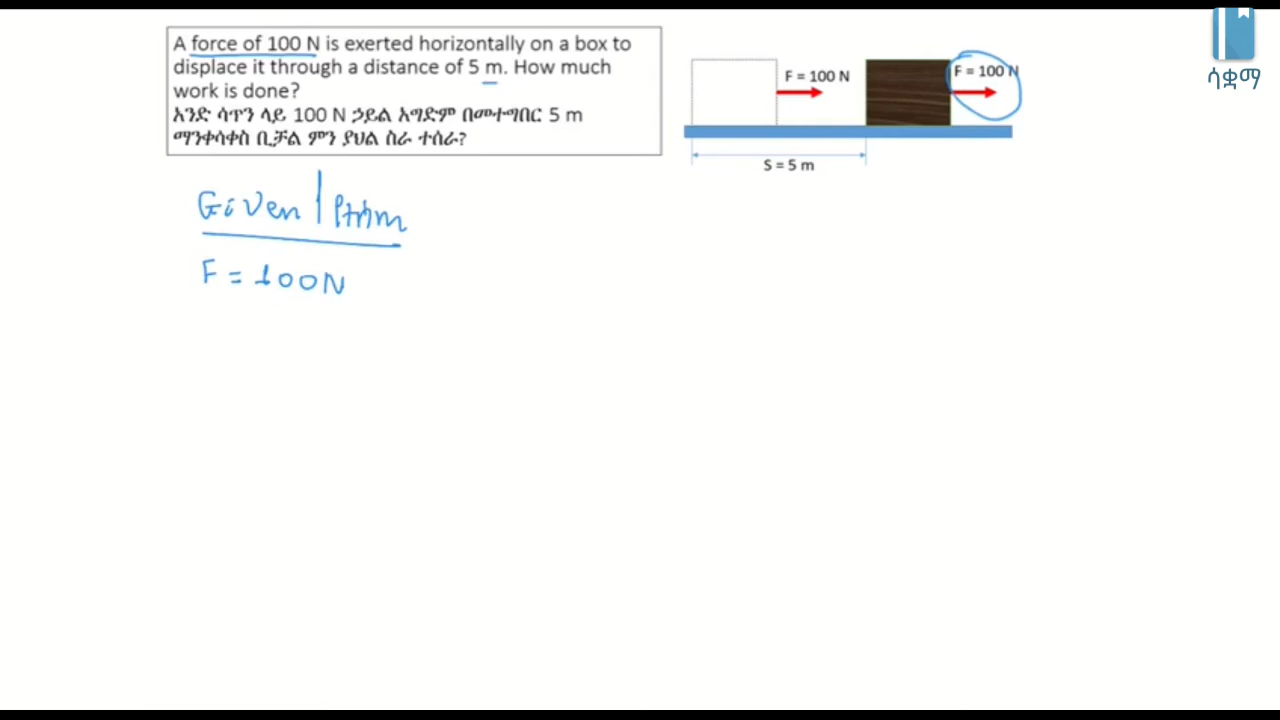 A force of 100 N is exerted horizontally on a box to
displace it through a distance of 5 m. How much
work is done?
አንድ ሳጥን ላይ 100 N ኃይል አግድም በመተግበር 5 m
ማንቀሳቀስ ቢቻል ምን ያህል ስራ ተሰራ?
F = 100 N
F = 100 N
S = 5 m
ሳቋማ
Given |
F = 100N